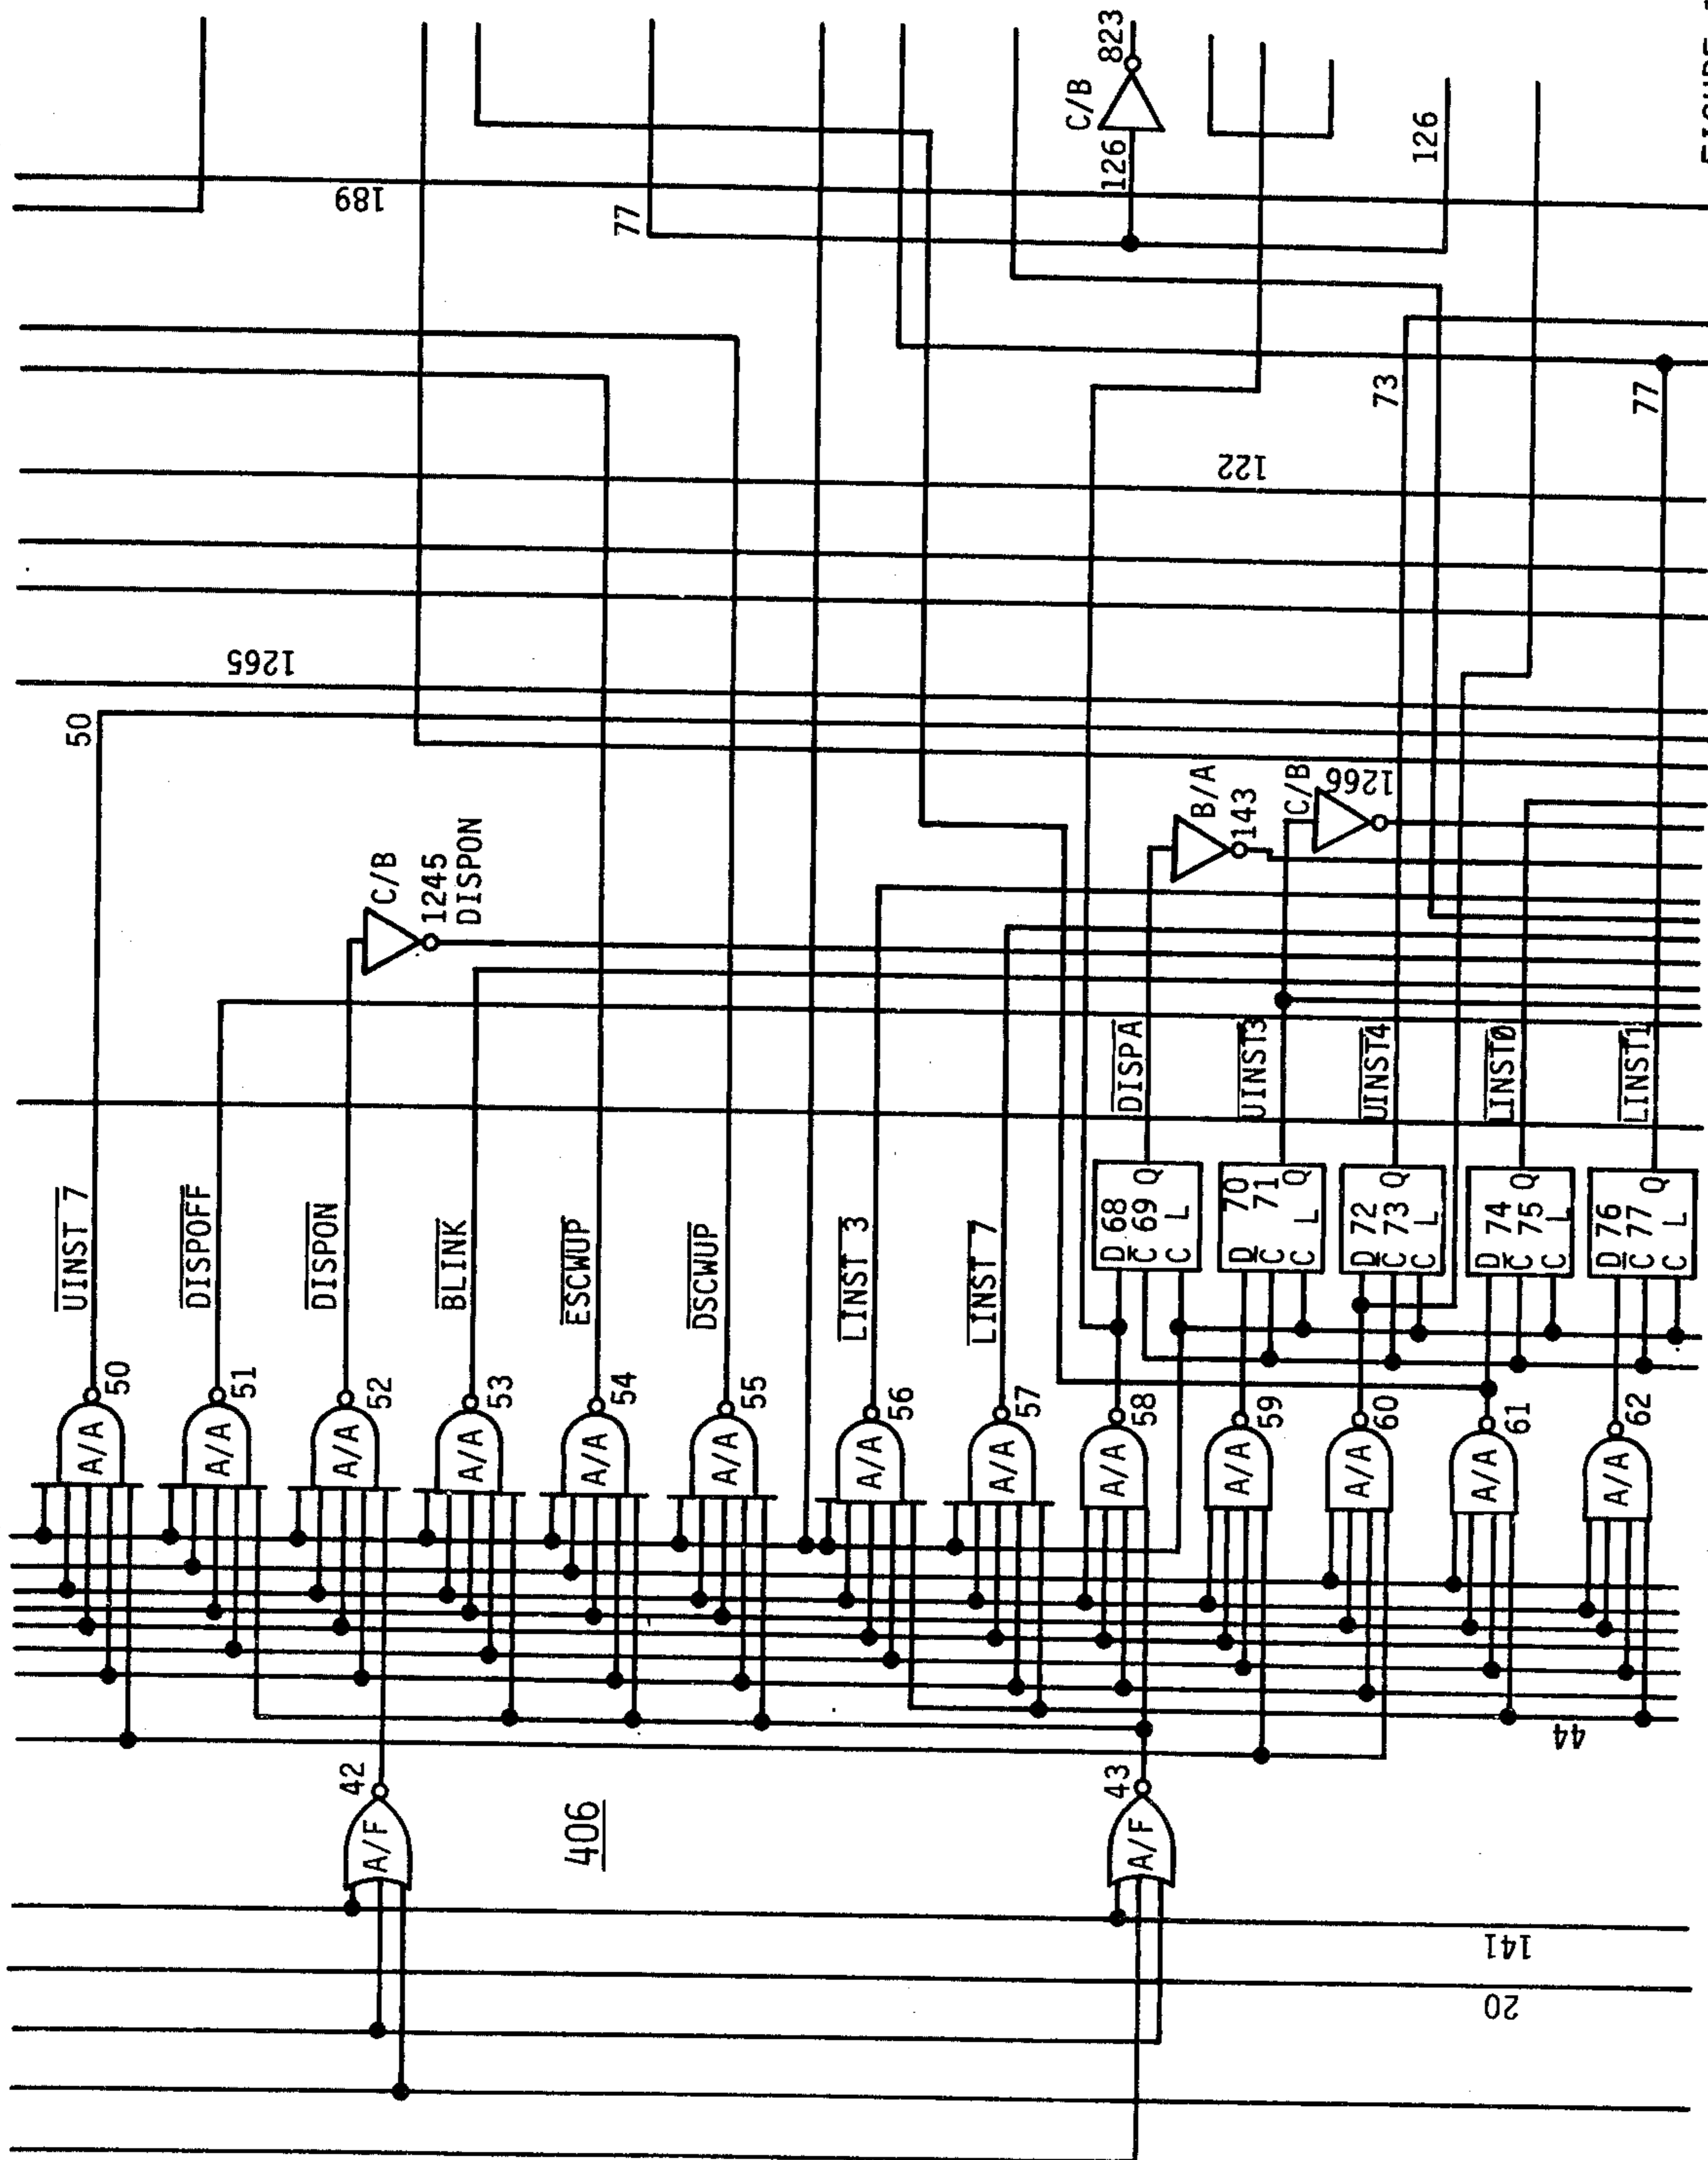 189
77
C/B
126
823
126
73
77
122
1265
50
C/B
1245
DISPON
B/A
143
C/B
1266
UINST 7
DISPOFF
DISPON
BLINK
ESCWUP
DSCWUP
LINST 3
LINST 7
DISPA
UINST3
UINST4
LINST0
LINST1
D 68
C 69 Q
C L
D 70
C 71
C L Q
D 72
C 73 Q
C L
D 74
C 75 Q
C L
D 76
C 77 Q
C L
A/A 50
A/A 51
A/A 52
A/A 53
A/A 54
A/A 55
A/A 56
A/A 57
A/A 58
A/A 59
A/A 60
A/A 61
A/A 62
44
A/F 42
406
A/F 43
141
20